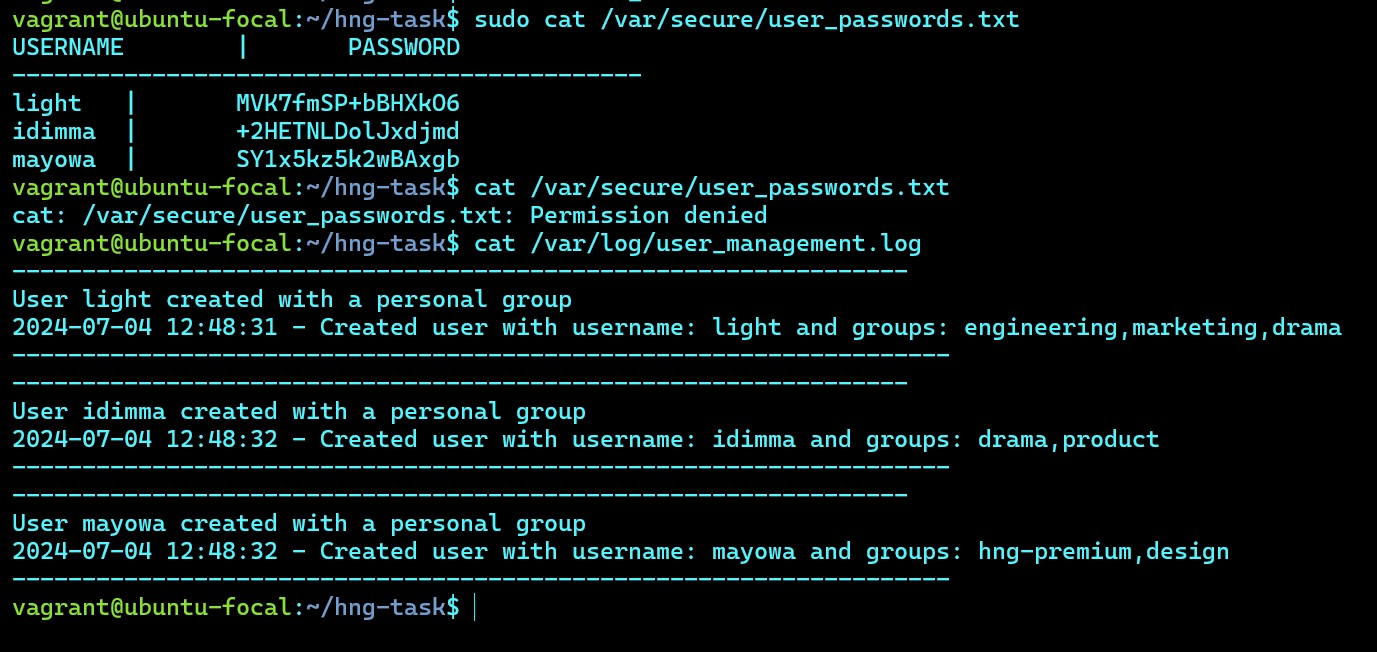 vagrant@ubuntu-focal:~/hng-task$ sudo cat /var/secure/user_passwords.txt
USERNAME        |       PASSWORD
---------------------------------------------
light   |       MVK7fmSP+bBHXkO6
idimma  |       +2HETNLDolJxdjmd
mayowa  |       SY1x5kz5k2wBAxgb
vagrant@ubuntu-focal:~/hng-task$ cat /var/secure/user_passwords.txt
cat: /var/secure/user_passwords.txt: Permission denied
vagrant@ubuntu-focal:~/hng-task$ cat /var/log/user_management.log
----------------------------------------------------------------
User light created with a personal group
2024-07-04 12:48:31 - Created user with username: light and groups: engineering,marketing,drama
-------------------------------------------------------------------
----------------------------------------------------------------
User idimma created with a personal group
2024-07-04 12:48:32 - Created user with username: idimma and groups: drama,product
-------------------------------------------------------------------
----------------------------------------------------------------
User mayowa created with a personal group
2024-07-04 12:48:32 - Created user with username: mayowa and groups: hng-premium,design
-------------------------------------------------------------------
vagrant@ubuntu-focal:~/hng-task$